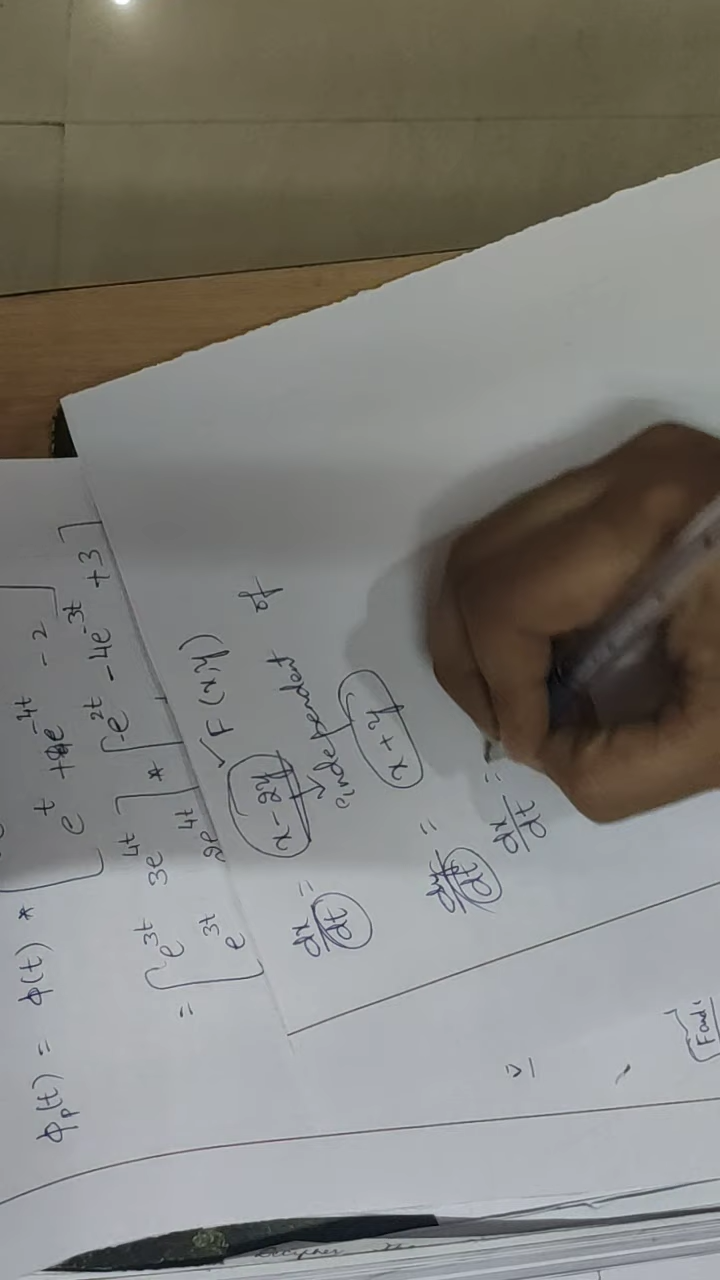 ϕp(t) = ϕ(t) * [ e^t + 4e^-4t - 2
= [ e^3t 3e^4t ] * [ e^2t - 4e^-3t + 3 ]
e^3t 2e^4t
F(x,y)
dx/dt = x - 2y
independent of
dy/dt = x + y
dx/dt =